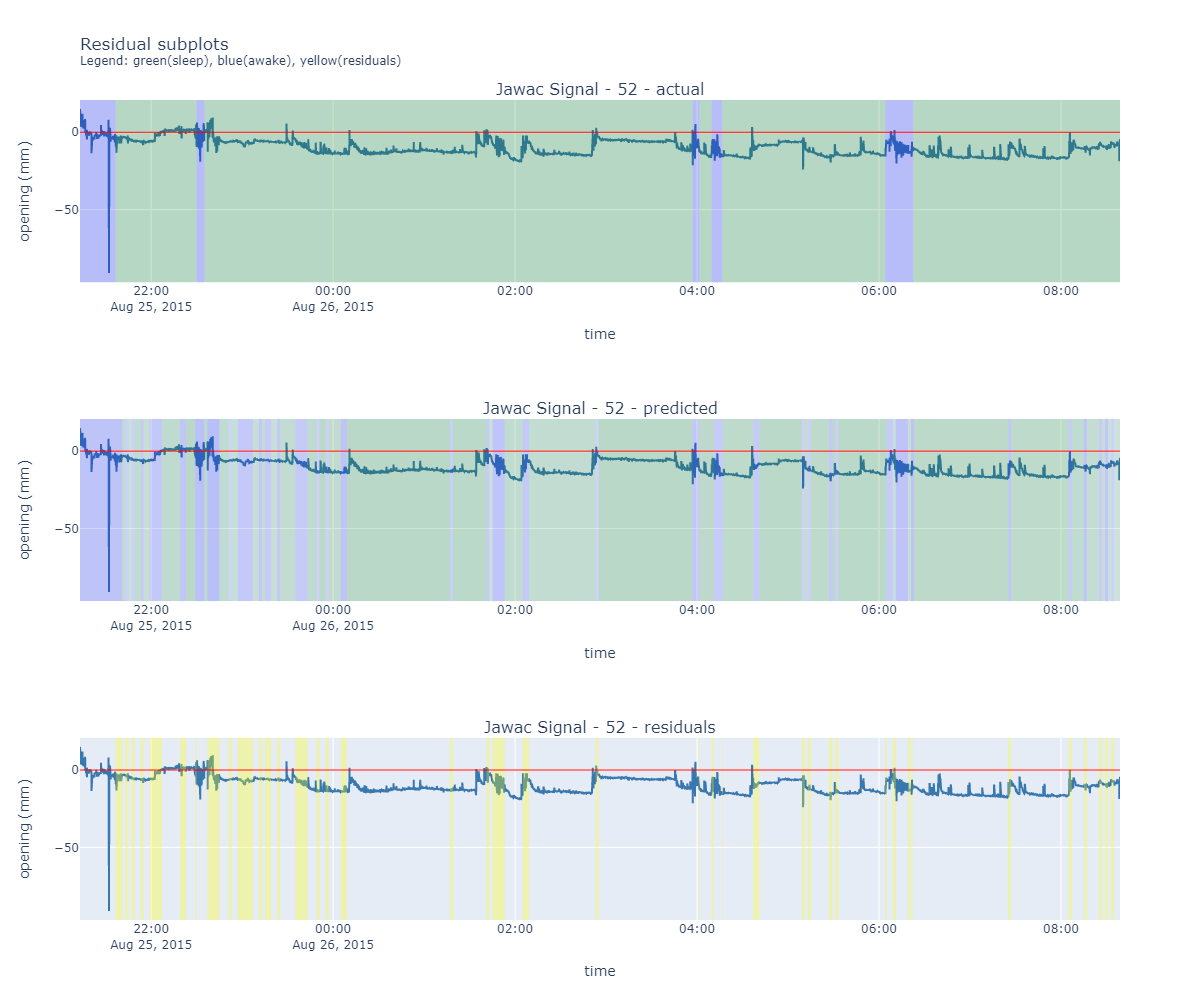 Residual subplots
Legend: green(sleep), blue(awake), yellow(residuals)
Jawac Signal - 52 - actual
0
−50
opening (mm)
22:00 00:00 02:00 04:00 06:00 08:00
Aug 25, 2015 Aug 26, 2015
time
Jawac Signal - 52 - predicted
0
−50
opening (mm)
22:00 00:00 02:00 04:00 06:00 08:00
Aug 25, 2015 Aug 26, 2015
time
Jawac Signal - 52 - residuals
0
−50
opening (mm)
22:00 00:00 02:00 04:00 06:00 08:00
Aug 25, 2015 Aug 26, 2015
time